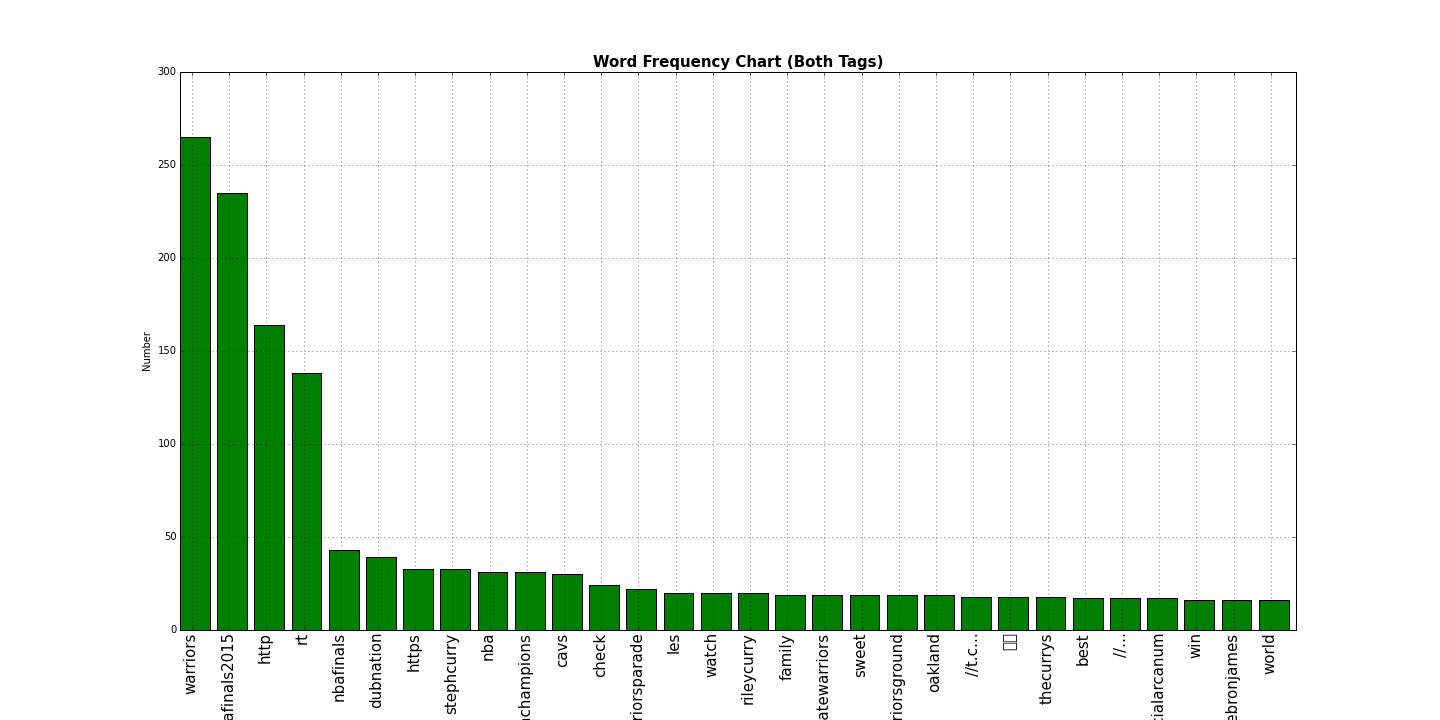 Word Frequency Chart (Both Tags)
300
250
200
150
100
50
0
Number
warriors
afinals2015
http
rt
nbafinals
dubnation
https
stephcurry
nba
champions
cavs
check
riorsparade
les
watch
rileycurry
family
atewarriors
sweet
riorsground
oakland
//t.c…
thecurrys
best
//…
cialarcanum
win
ebronjames
world